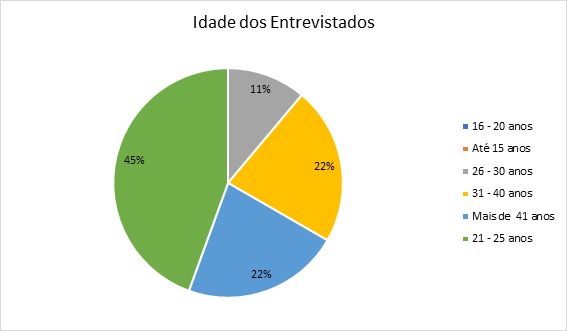 Idade dos Entrevistados
11%
45%
22%
22%
16 - 20 anos
Até 15 anos
26 - 30 anos
31 - 40 anos
Mais de 41 anos
21 - 25 anos